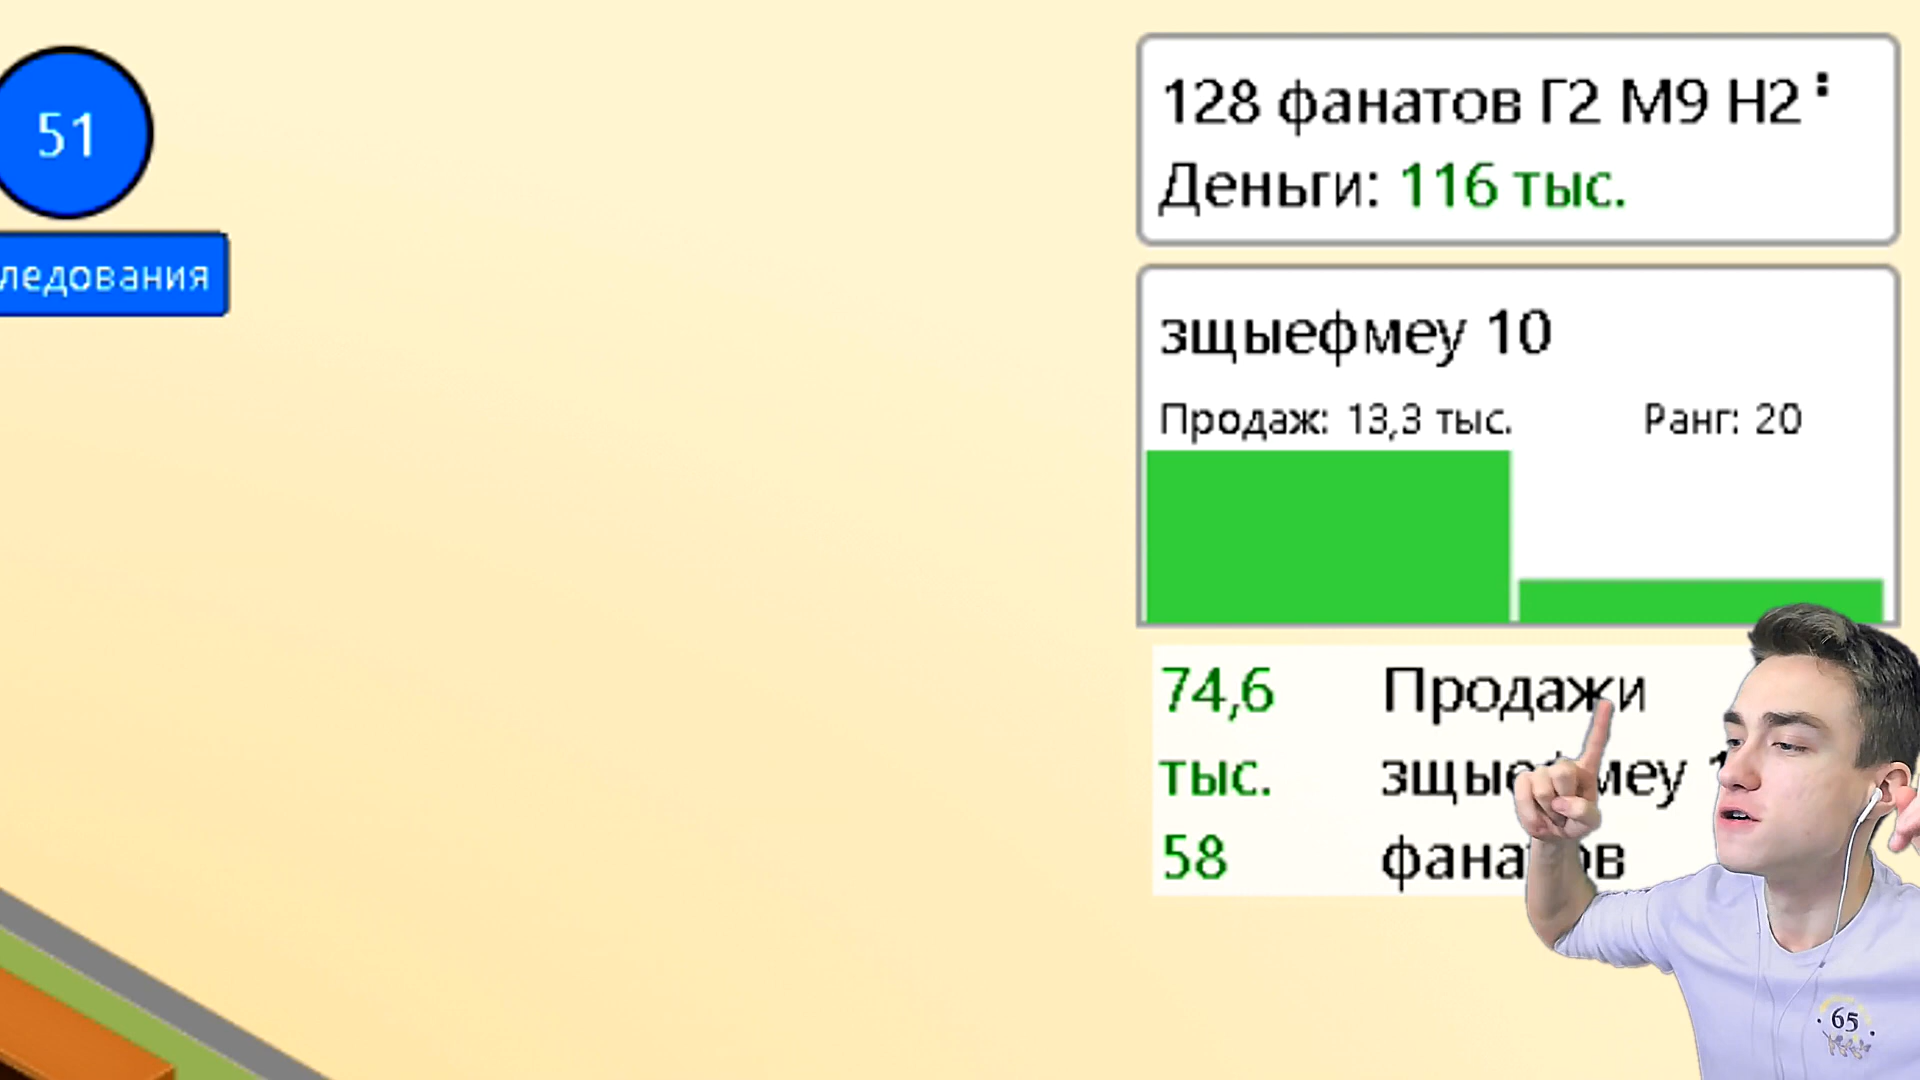 51
ледования
128 фанатов Г2 М9 Н2
Деньги: 116 тыс.
зщыефмеу 10
Продаж: 13,3 тыс. Ранг: 20
74,6 Продажи
тыс.
58
65